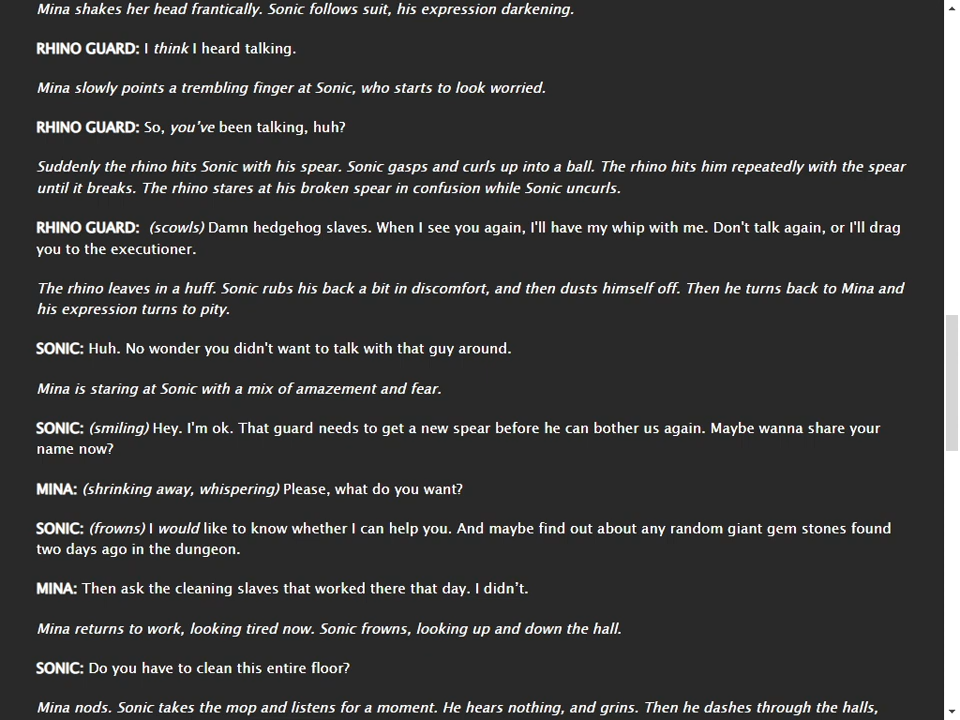 Mina shakes her head frantically. Sonic follows suit, his expression darkening.
RHINO GUARD: I think I heard talking.
Mina slowly points a trembling finger at Sonic, who starts to look worried.
RHINO GUARD: So, you’ve been talking, huh?
Suddenly the rhino hits Sonic with his spear. Sonic gasps and curls up into a ball. The rhino hits him repeatedly with the spear
until it breaks. The rhino stares at his broken spear in confusion while Sonic uncurls.
RHINO GUARD: (scowls) Damn hedgehog slaves. When I see you again, I'll have my whip with me. Don't talk again, or I'll drag
you to the executioner.
The rhino leaves in a huff. Sonic rubs his back a bit in discomfort, and then dusts himself off. Then he turns back to Mina and
his expression turns to pity.
SONIC: Huh. No wonder you didn't want to talk with that guy around.
Mina is staring at Sonic with a mix of amazement and fear.
SONIC: (smiling) Hey. I'm ok. That guard needs to get a new spear before he can bother us again. Maybe wanna share your
name now?
MINA: (shrinking away, whispering) Please, what do you want?
SONIC: (frowns) I would like to know whether I can help you. And maybe find out about any random giant gem stones found
two days ago in the dungeon.
MINA: Then ask the cleaning slaves that worked there that day. I didn’t.
Mina returns to work, looking tired now. Sonic frowns, looking up and down the hall.
SONIC: Do you have to clean this entire floor?
Mina nods. Sonic takes the mop and listens for a moment. He hears nothing, and grins. Then he dashes through the halls,